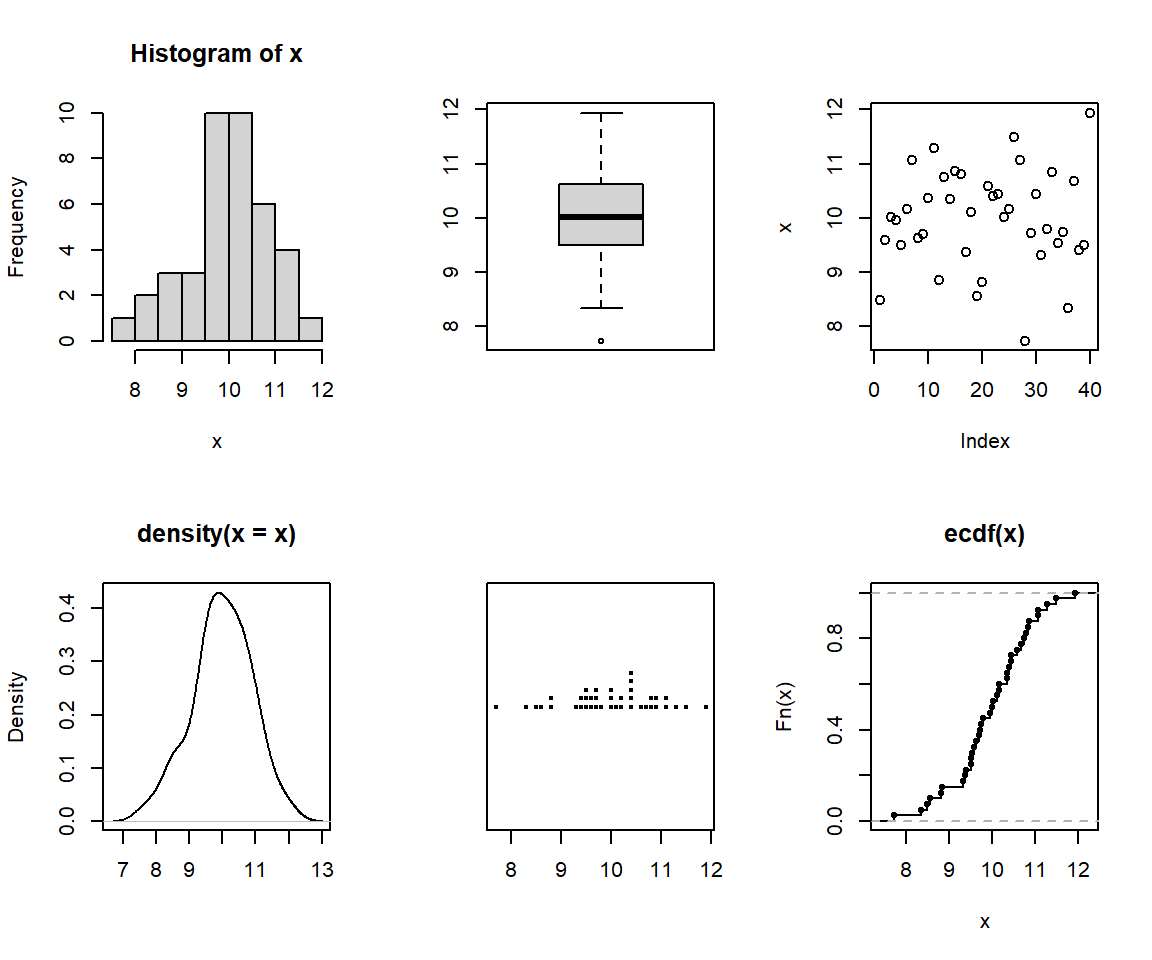 Histogram of x
Frequency
0 2 4 6 8 10
8 9 10 11 12
x
8 9 10 11 12
x
8 9 10 11 12
0 10 20 30 40
Index
density(x = x)
Density
0.0 0.1 0.2 0.3 0.4
7 8 9 11 13
8 9 10 11 12
ecdf(x)
Fn(x)
0.0 0.4 0.8
8 9 10 11 12
x